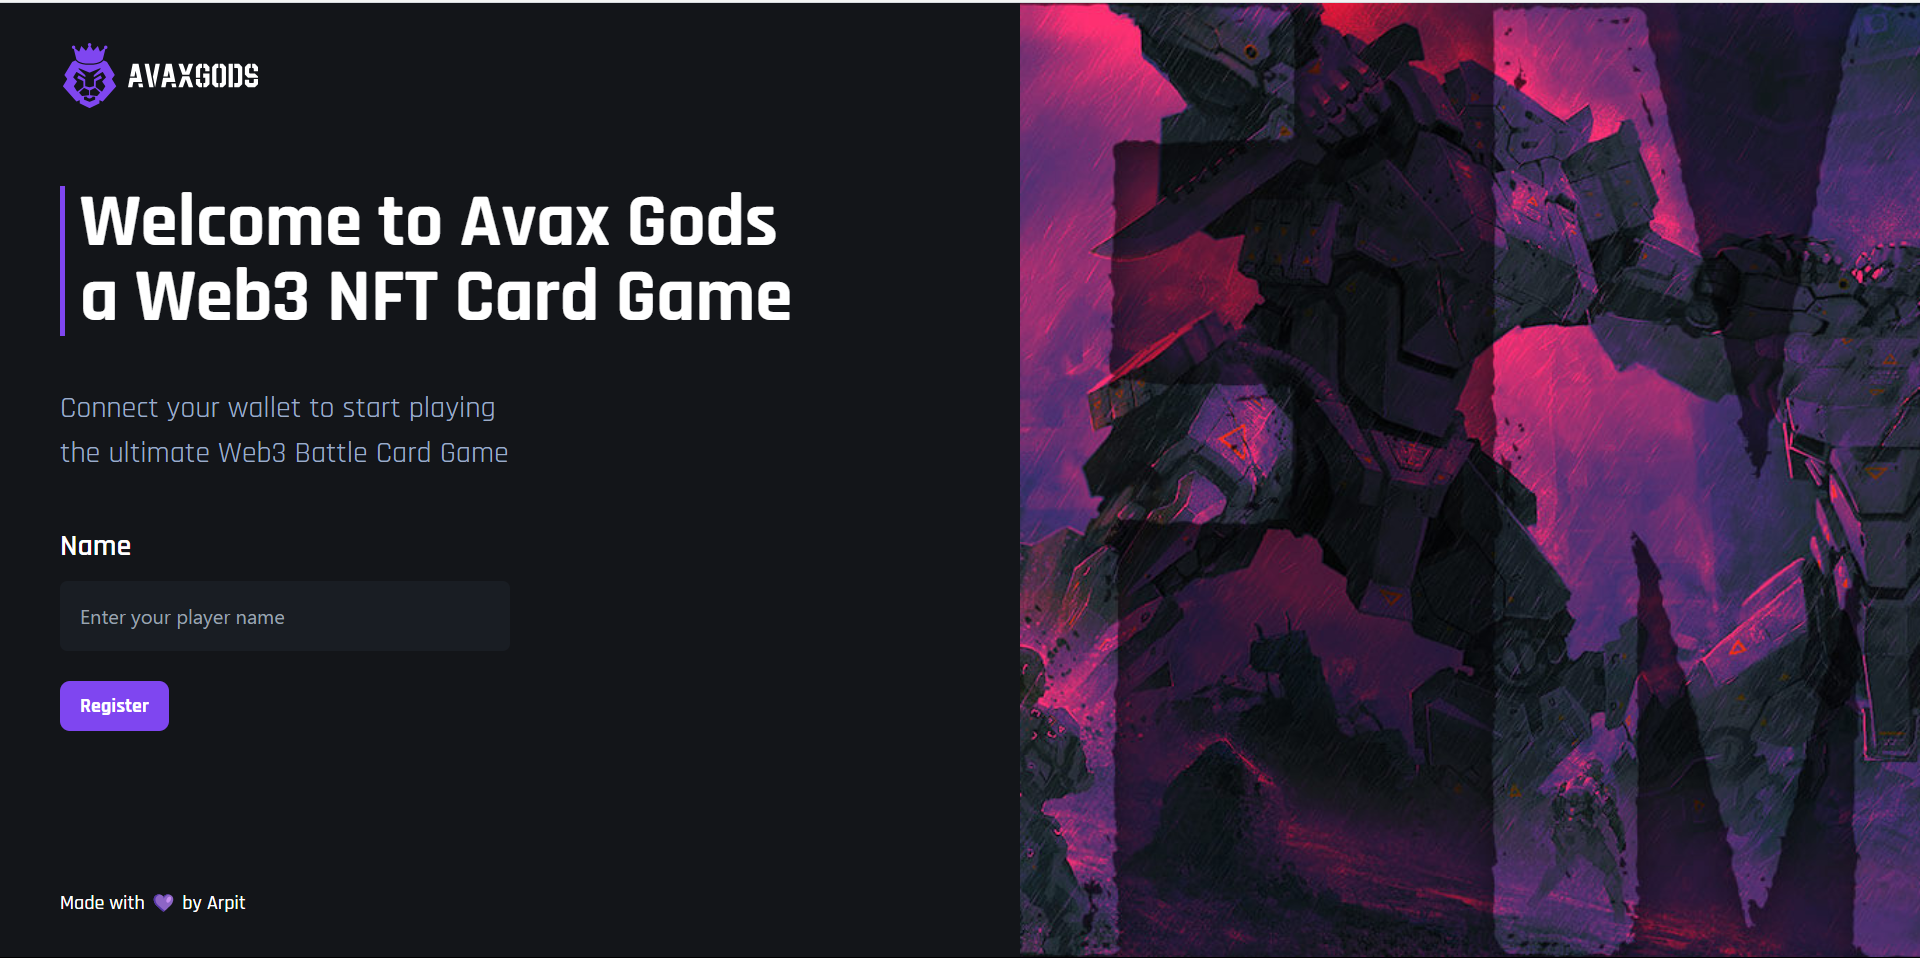 AVAXGODS
Welcome to Avax Gods
a Web3 NFT Card Game
Connect your wallet to start playing
the ultimate Web3 Battle Card Game
Name
Enter your player name
Register
Made with 💜 by Arpit